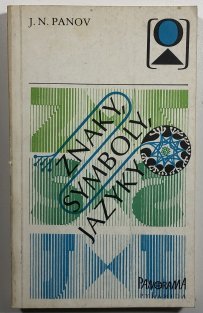 J. N. PANOV
ZNAKY,
SYMBOLY,
JAZYKY
PANORAMA